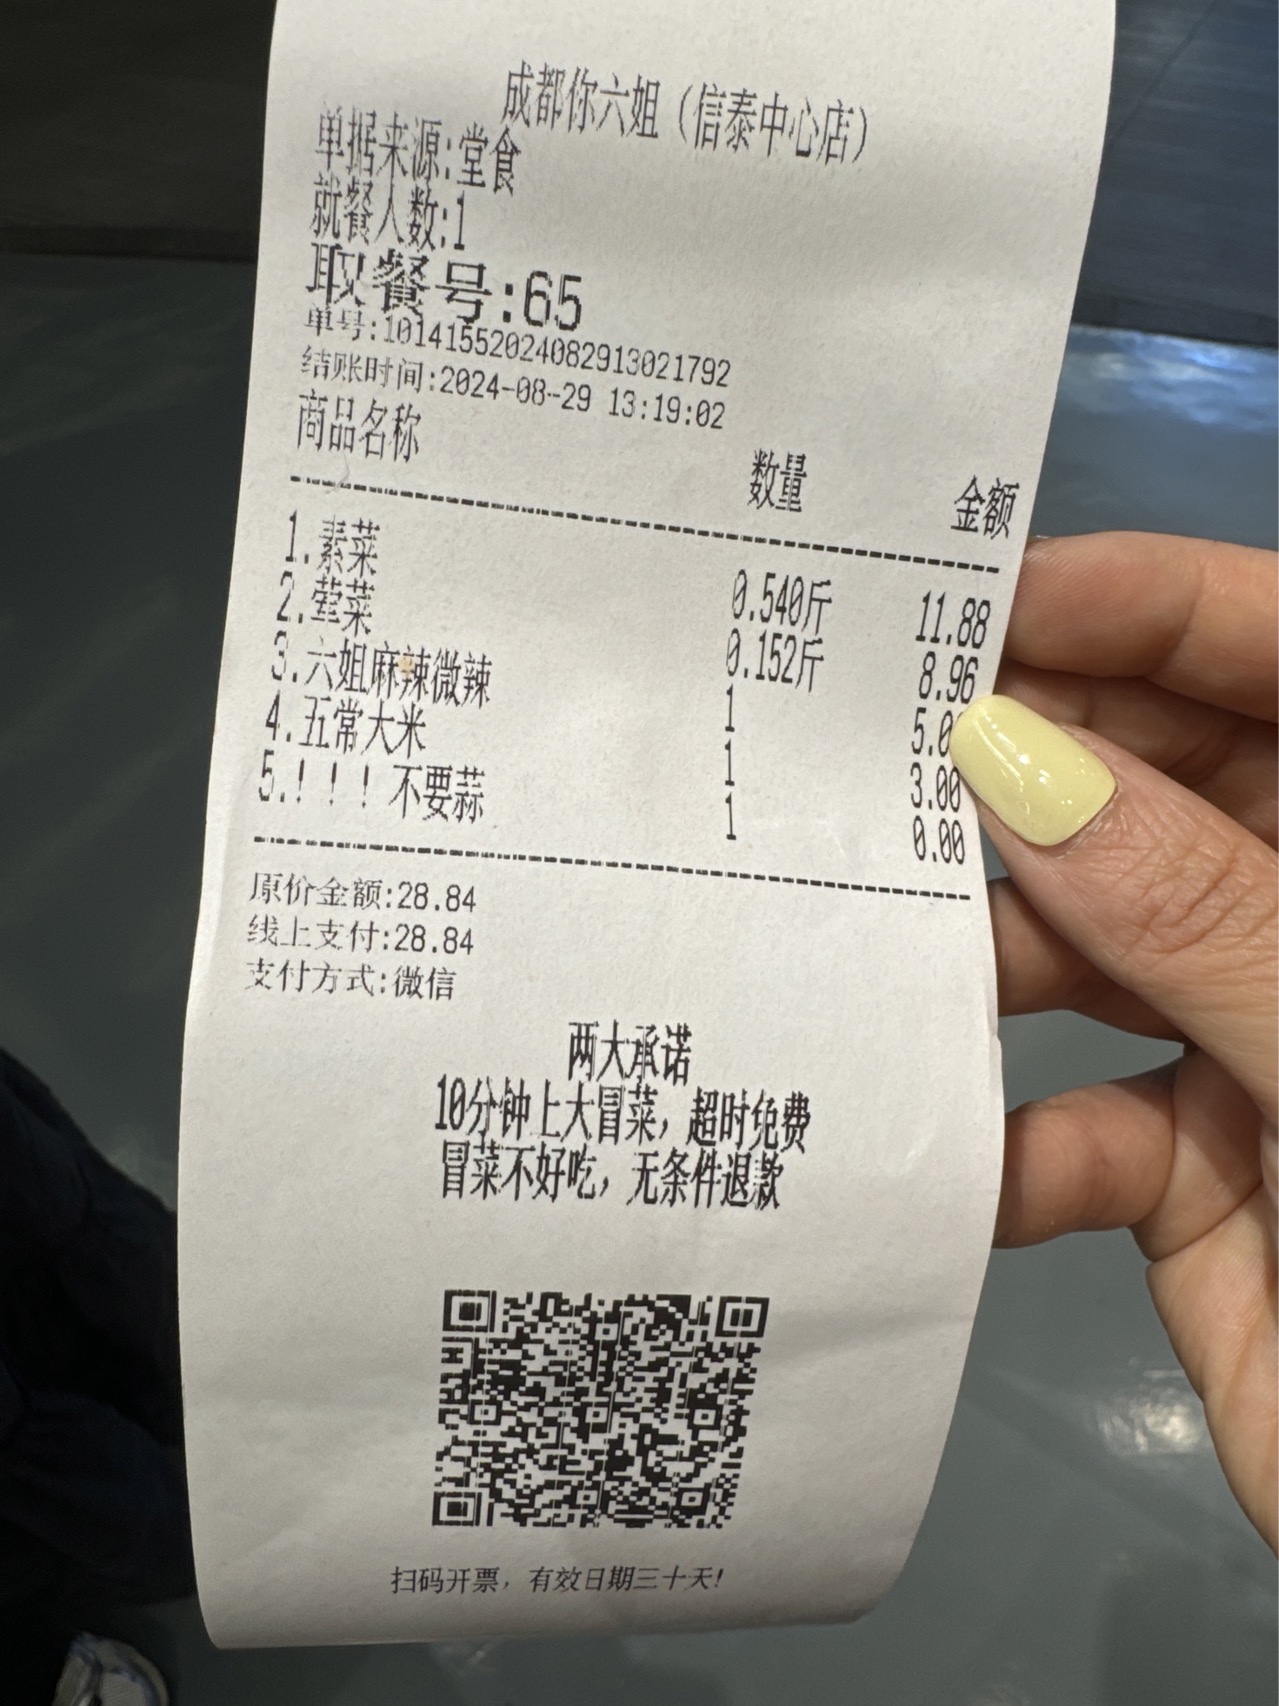 成都你六姐（信泰中心店）
单据来源:堂食
就餐人数:1
取餐号:65
单号:10141552024082913021792
结账时间:2024-08-29 13:19:02
商品名称 数量 金额
1.素菜 0.540斤 11.88
2.荤菜 0.152斤 8.96
3.六姐麻辣微辣 1 5.0
4.五常大米 1 3.00
5.！！！不要蒜 1 0.00
原价金额:28.84
线上支付:28.84
支付方式:微信
两大承诺
10分钟上大冒菜，超时免费
冒菜不好吃，无条件退款
扫码开票，有效日期三十天!